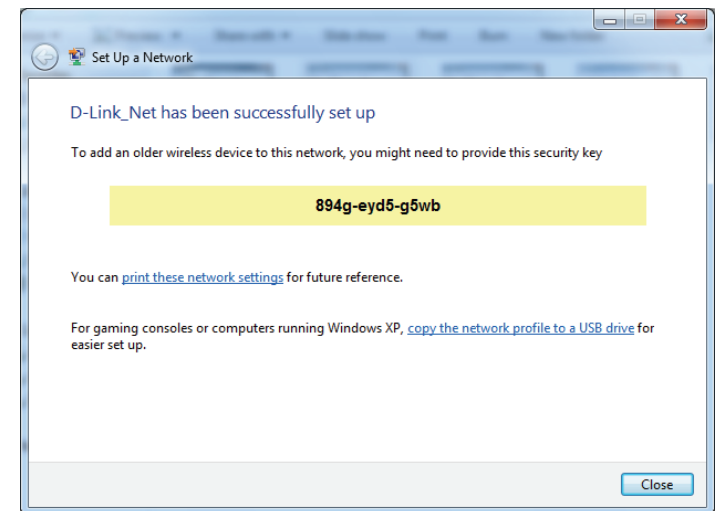 Set Up a Network
D-Link_Net has been successfully set up
To add an older wireless device to this network, you might need to provide this security key
894g-eyd5-g5wb
You can print these network settings for future reference.
For gaming consoles or computers running Windows XP, copy the network profile to a USB drive for
easier set up.
Close